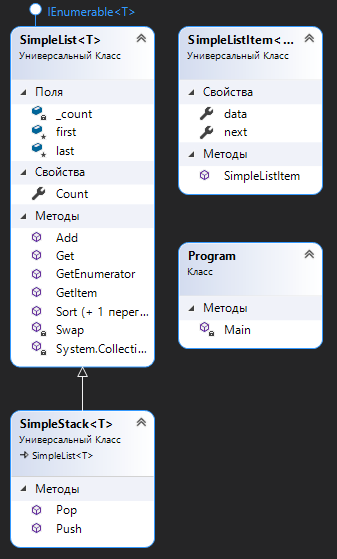 IEnumerable<T>
SimpleList<T>
Универсальный Класс
Поля
_count
first
last
Свойства
Count
Методы
Add
Get
GetEnumerator
GetItem
Sort (+ 1 перег...
Swap
System.Collecti...
SimpleStack<T>
Универсальный Класс
SimpleList<T>
Методы
Pop
Push
SimpleListItem< ...
Универсальный Класс
Свойства
data
next
Методы
SimpleListItem
Program
Класс
Методы
Main